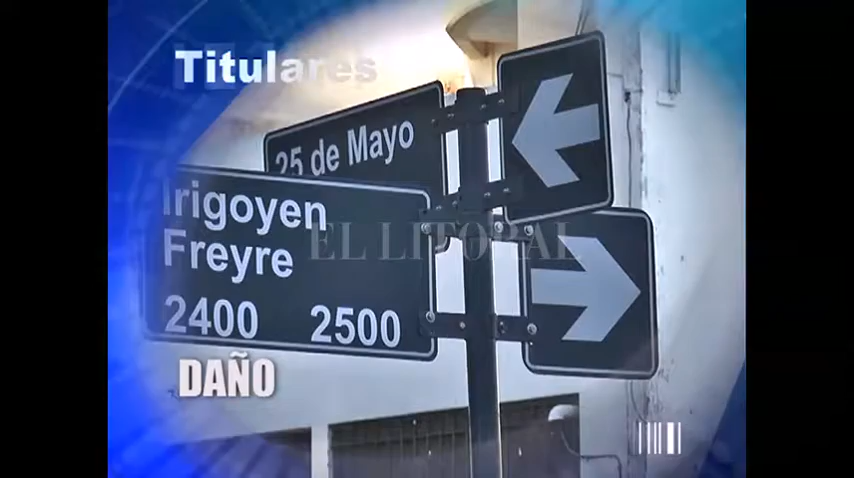 Titulares
25 de Mayo
Irigoyen
Freyre
2400 2500
EL LITORAL
DAÑO